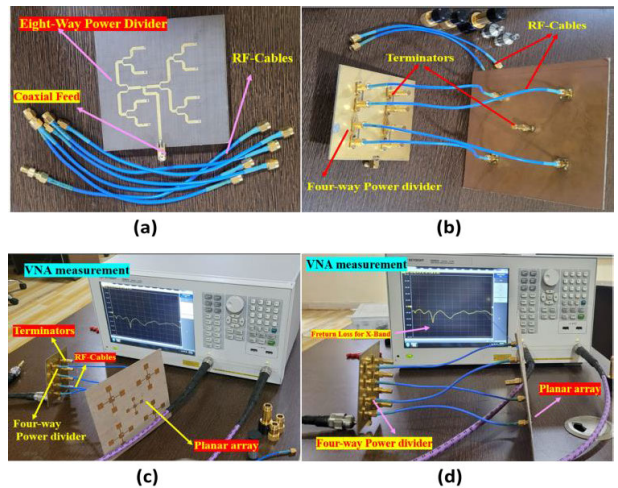 Eight-Way Power Divider
RF-Cables
Coaxial Feed
RF-Cables
Terminators
Four-way Power divider
(a)
(b)
VNA measurement
Terminators
RF-Cables
Four-way
Power divider
Planar array
VNA measurement
Freturn Loss for X-Band
Planar array
Four-way Power divider
(c)
(d)